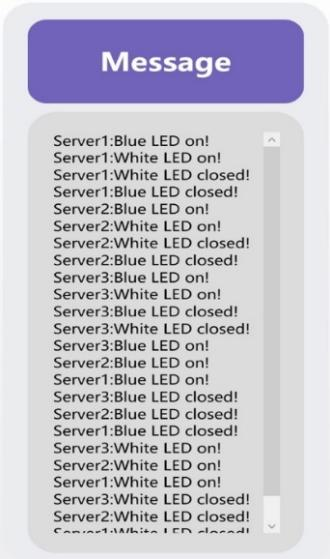 Message
Server1:Blue LED on!
Server1:White LED on!
Server1:White LED closed!
Server1:Blue LED closed!
Server2:Blue LED on!
Server2:White LED on!
Server2:White LED closed!
Server2:Blue LED closed!
Server3:Blue LED on!
Server3:White LED on!
Server3:Blue LED closed!
Server3:White LED closed!
Server3:Blue LED on!
Server2:Blue LED on!
Server1:Blue LED on!
Server3:Blue LED closed!
Server2:Blue LED closed!
Server1:Blue LED closed!
Server3:White LED on!
Server2:White LED on!
Server1:White LED on!
Server3:White LED closed!
Server2:White LED closed!
Server1:White LED closed!